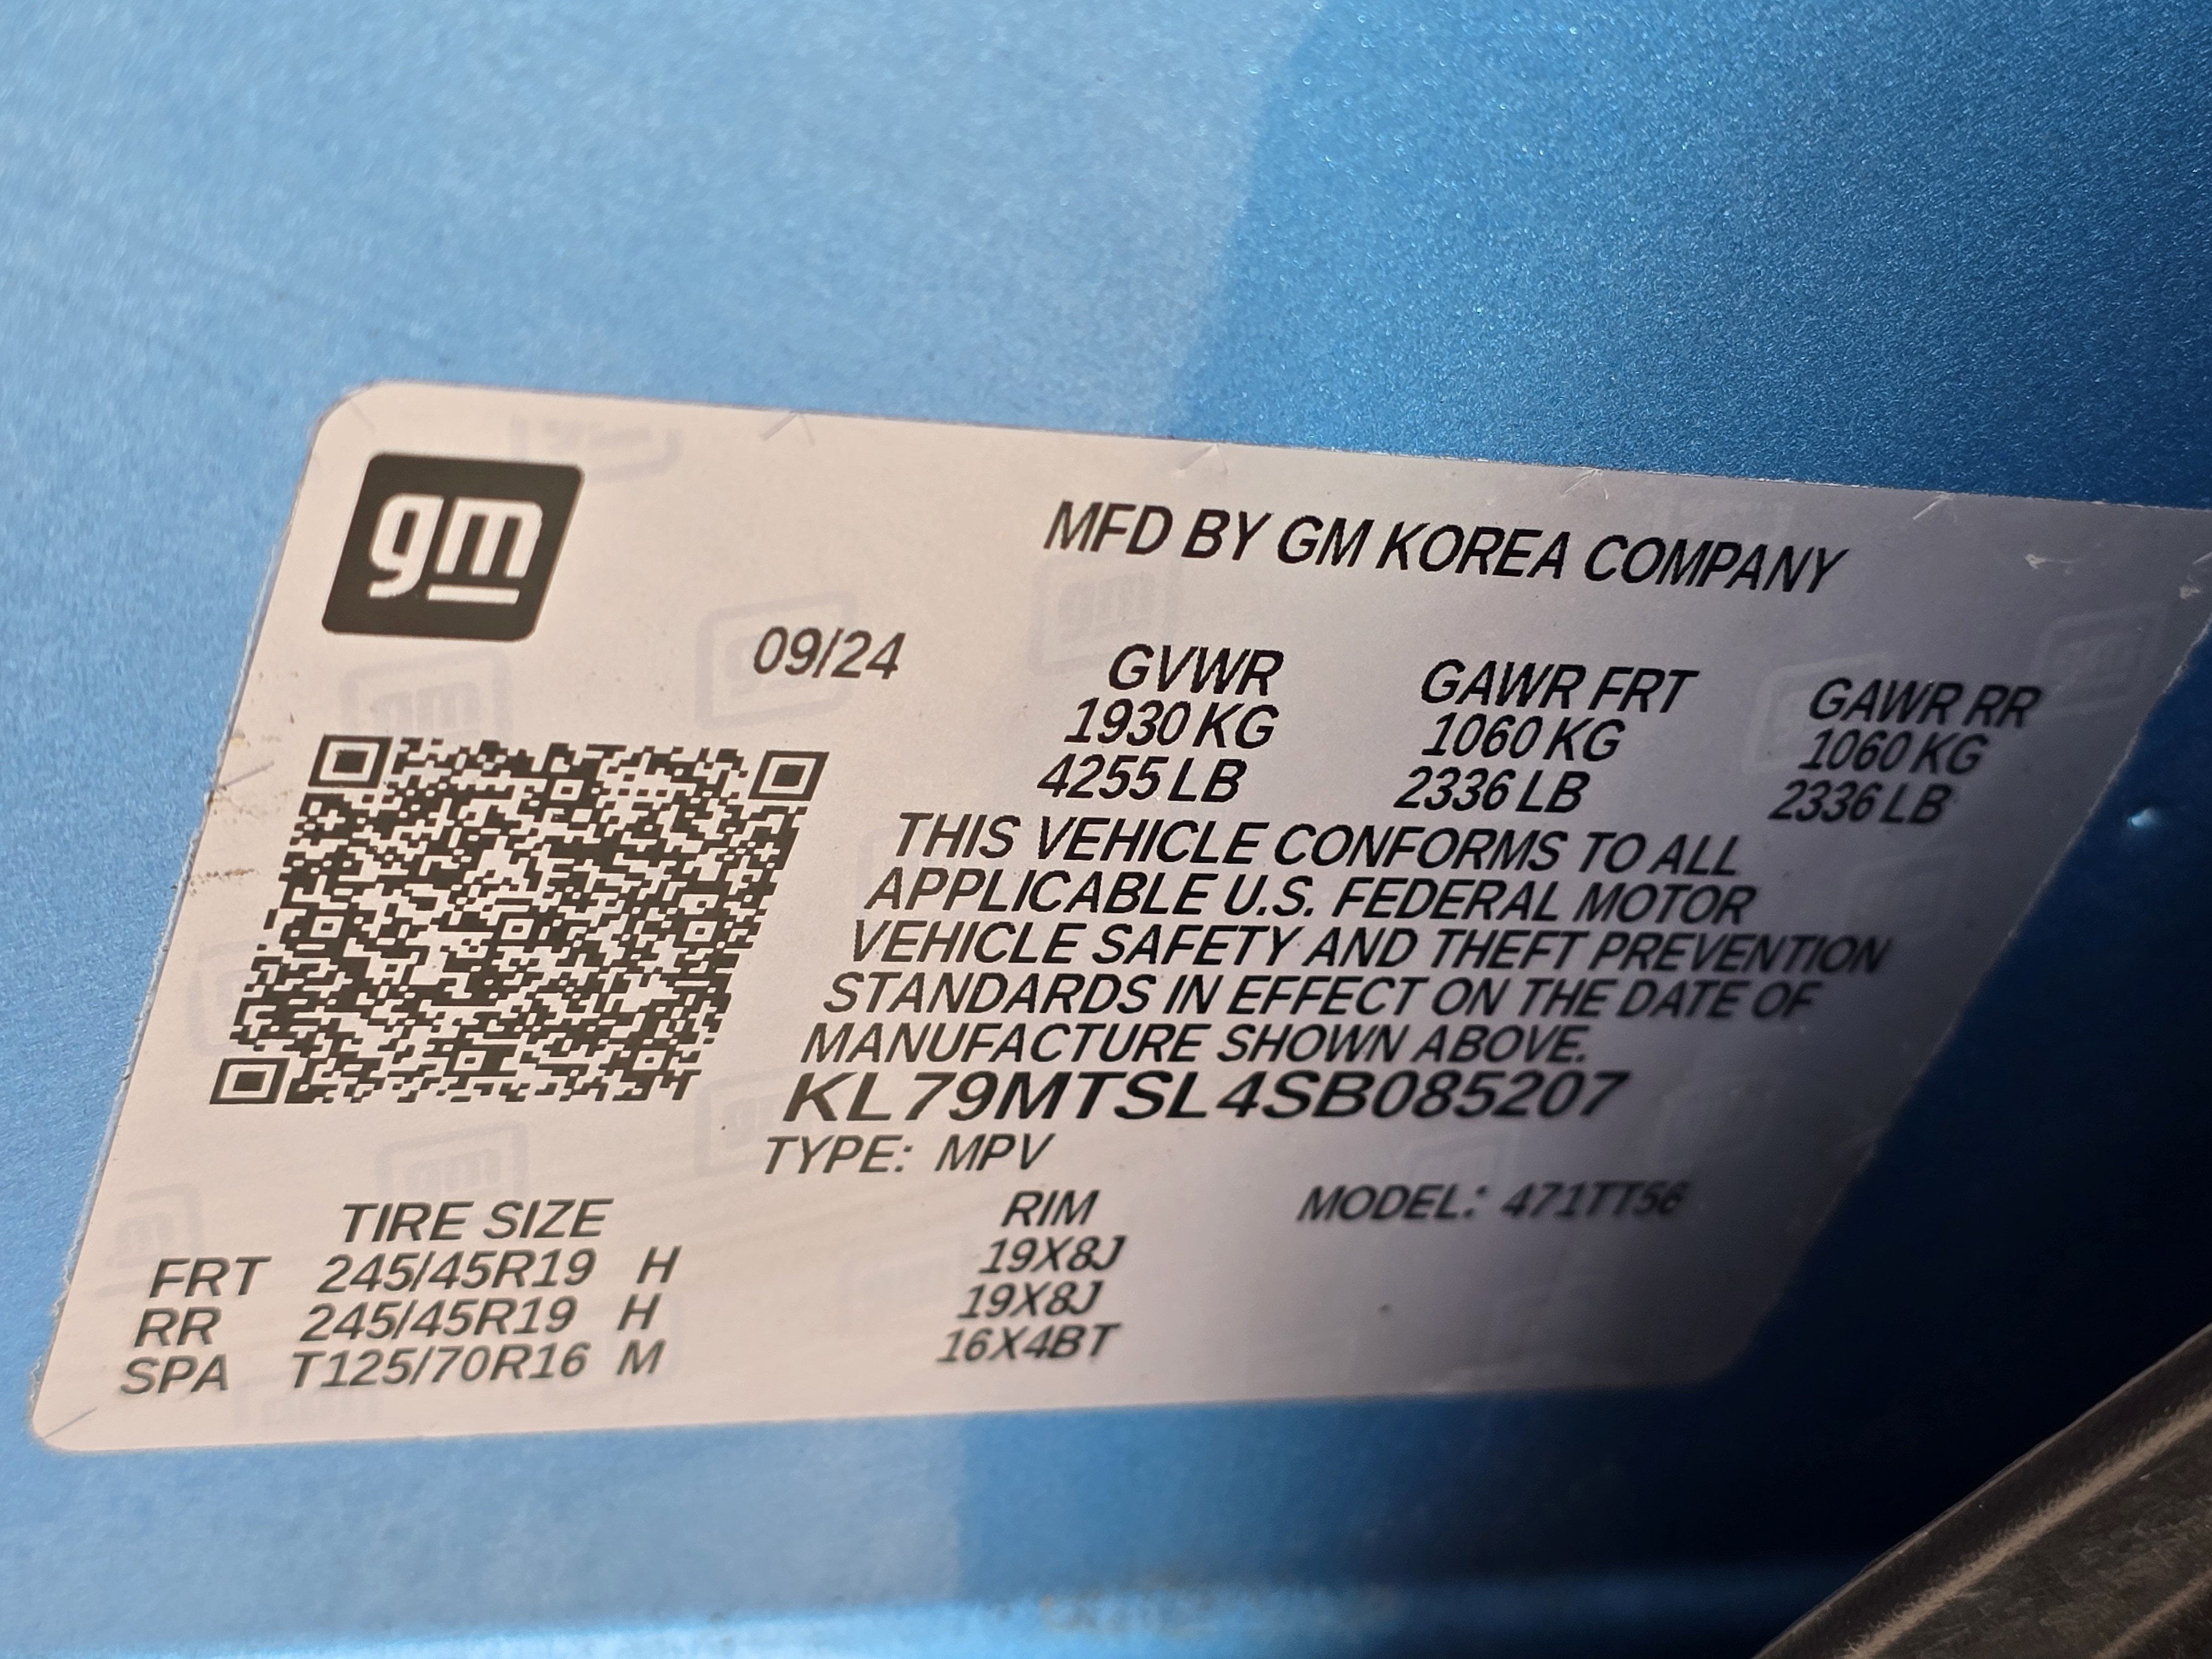 gm
MFD BY GM KOREA COMPANY
09/24
GVWR GAWR FRT GAWR RR
1930 KG 1060 KG 1060 KG
4255 LB 2336 LB 2336 LB
THIS VEHICLE CONFORMS TO ALL
APPLICABLE U.S. FEDERAL MOTOR
VEHICLE SAFETY AND THEFT PREVENTION
STANDARDS IN EFFECT ON THE DATE OF
MANUFACTURE SHOWN ABOVE.
KL79MTSL4SB085207
TYPE: MPV
TIRE SIZE RIM MODEL: 471TT56
FRT 245/45R19 H 19X8J
RR 245/45R19 H 19X8J
SPA T125/70R16 M 16X4BT